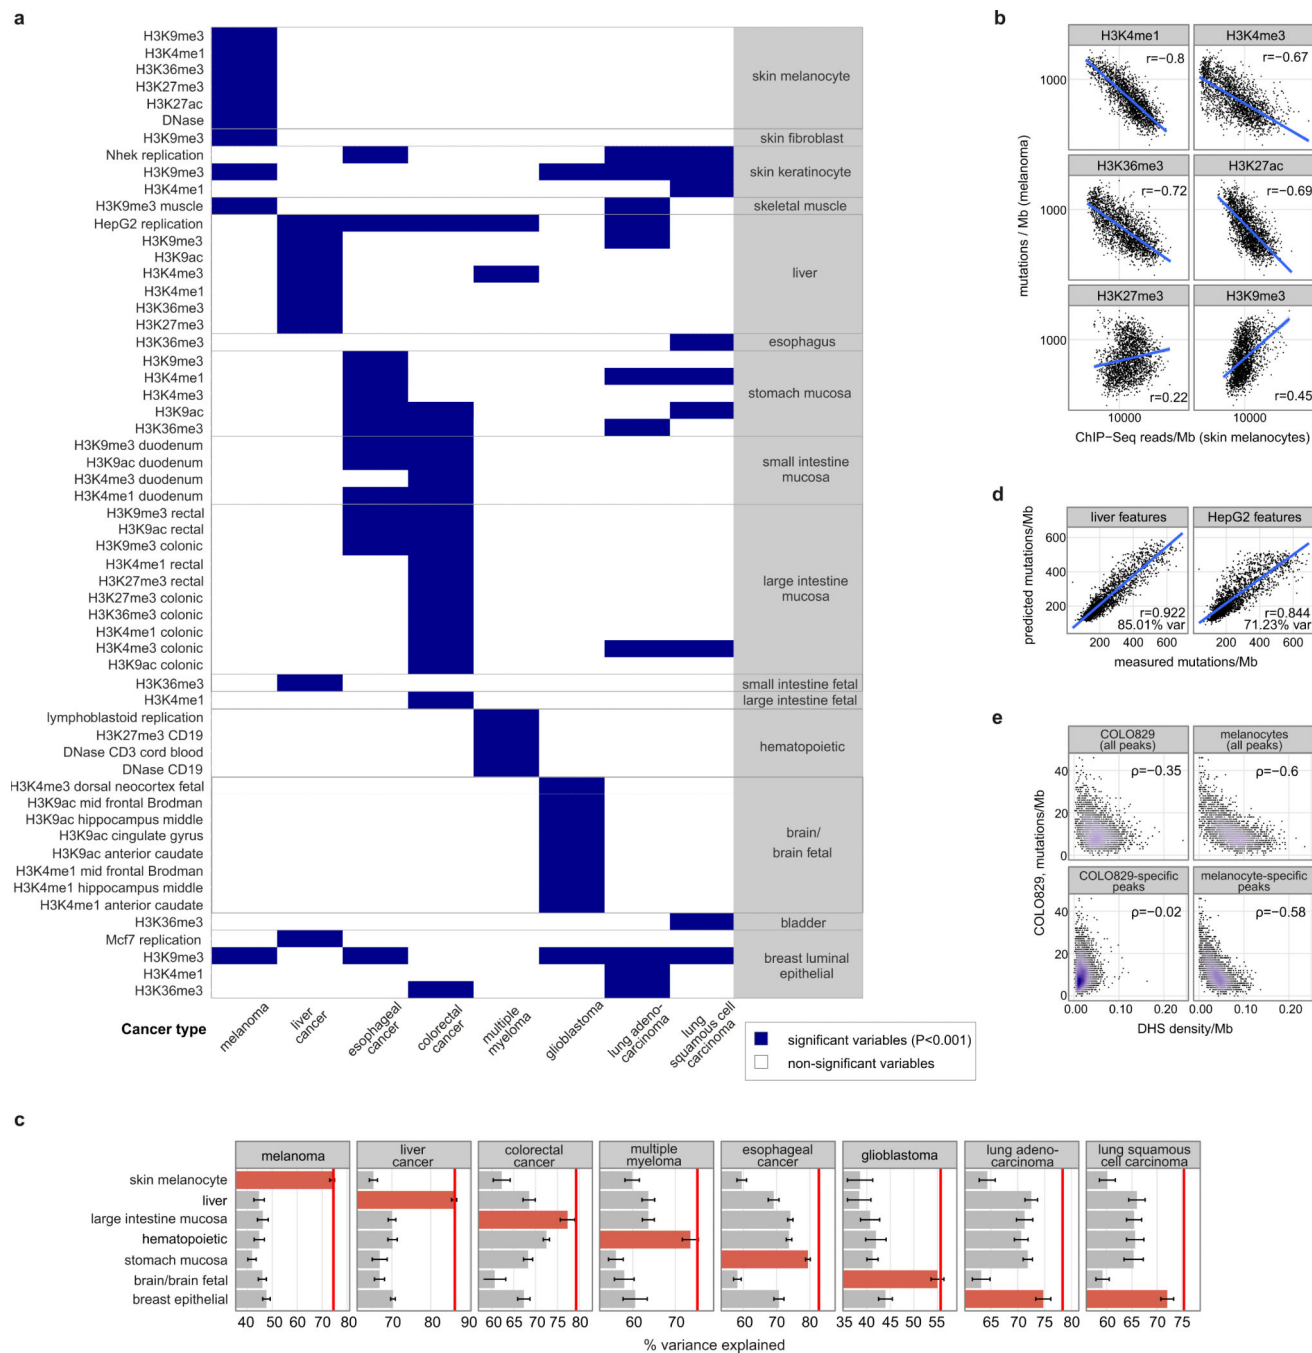 a
H3K9me3
H3K4me1
H3K36me3
H3K27me3
H3K27ac
DNase
skin melanocyte
H3K9me3
skin fibroblast
Nhek replication
H3K9me3
H3K4me1
skin keratinocyte
H3K9me3 muscle
skeletal muscle
HepG2 replication
H3K9me3
H3K9ac
H3K4me3
H3K4me1
H3K36me3
H3K27me3
liver
H3K36me3
esophagus
H3K9me3
H3K4me1
H3K4me3
H3K9ac
H3K36me3
stomach mucosa
H3K9me3 duodenum
H3K9ac duodenum
H3K4me3 duodenum
H3K4me1 duodenum
small intestine
mucosa
H3K9me3 rectal
H3K9ac rectal
H3K9me3 colonic
H3K4me1 rectal
H3K27me3 rectal
H3K27me3 colonic
H3K36me3 colonic
H3K4me1 colonic
H3K4me3 colonic
H3K9ac colonic
large intestine
mucosa
H3K36me3
small intestine fetal
H3K4me1
large intestine fetal
lymphoblastoid replication
H3K27me3 CD19
DNase CD3 cord blood
DNase CD19
hematopoietic
H3K4me3 dorsal neocortex fetal
H3K9ac mid frontal Brodman
H3K9ac hippocampus middle
H3K9ac cingulate gyrus
H3K9ac anterior caudate
H3K4me1 mid frontal Brodman
H3K4me1 hippocampus middle
H3K4me1 anterior caudate
brain/
brain fetal
H3K36me3
bladder
Mcf7 replication
H3K9me3
H3K4me1
H3K36me3
breast luminal
epithelial
Cancer type
melanoma
liver
cancer
esophageal
cancer
colorectal
cancer
multiple
myeloma
glioblastoma
lung adeno-
carcinoma
lung
squamous cell
carcinoma
significant variables (P<0.001)
non-significant variables
b
H3K4me1
H3K4me3
r=−0.8
r=−0.67
1000
H3K36me3
H3K27ac
r=−0.72
r=−0.69
1000
H3K27me3
H3K9me3
1000
r=0.22
r=0.45
10000
10000
mutations / Mb (melanoma)
ChIP−Seq reads/Mb (skin melanocytes)
d
liver features
HepG2 features
600
400
200
r=0.922
85.01% var
r=0.844
71.23% var
200 400 600
200 400 600
predicted mutations/Mb
measured mutations/Mb
e
COLO829
(all peaks)
melanocytes
(all peaks)
40
20
0
ρ=−0.35
ρ=−0.6
COLO829-specific
peaks
melanocyte-specific
peaks
40
20
0
ρ=−0.02
ρ=−0.58
0.00 0.10 0.20
0.00 0.10 0.20
COLO829, mutations/Mb
DHS density/Mb
c
melanoma
liver
cancer
colorectal
cancer
multiple
myeloma
esophageal
cancer
glioblastoma
lung adeno-
carcinoma
lung squamous
cell carcinoma
skin melanocyte
liver
large intestine mucosa
hematopoietic
stomach mucosa
brain/brain fetal
breast epithelial
40 50 60 70 80
70 80 90
60 65 70 75 80
60 70
60 70 80
35 45 55
65 70 75 80
60 65 70 75
% variance explained